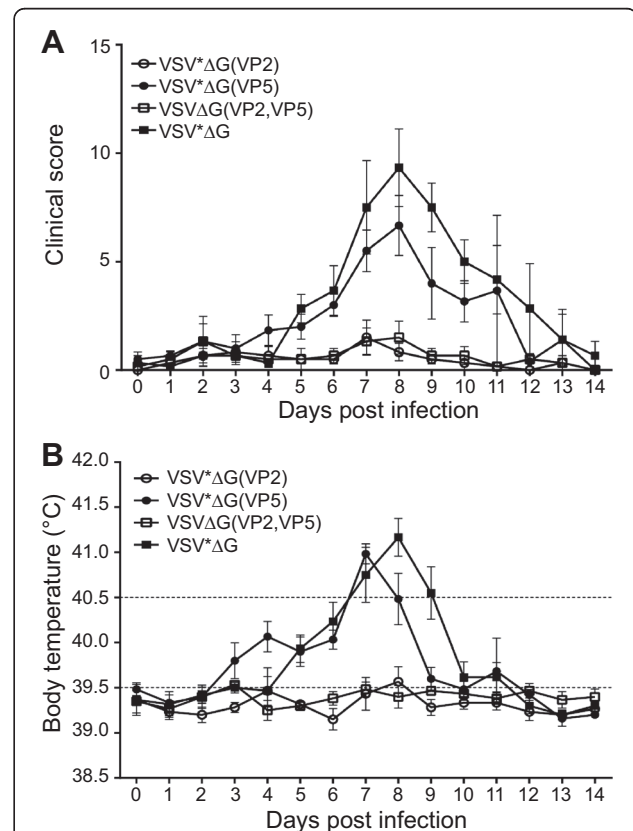 A
15
10
5
0
Clinical score
VSV*ΔG(VP2)
VSV*ΔG(VP5)
VSVΔG(VP2,VP5)
VSV*ΔG
0 1 2 3 4 5 6 7 8 9 10 11 12 13 14
Days post infection
B
42.0
41.5
41.0
40.5
40.0
39.5
39.0
38.5
Body temperature (°C)
VSV*ΔG(VP2)
VSV*ΔG(VP5)
VSVΔG(VP2,VP5)
VSV*ΔG
0 1 2 3 4 5 6 7 8 9 10 11 12 13 14
Days post infection